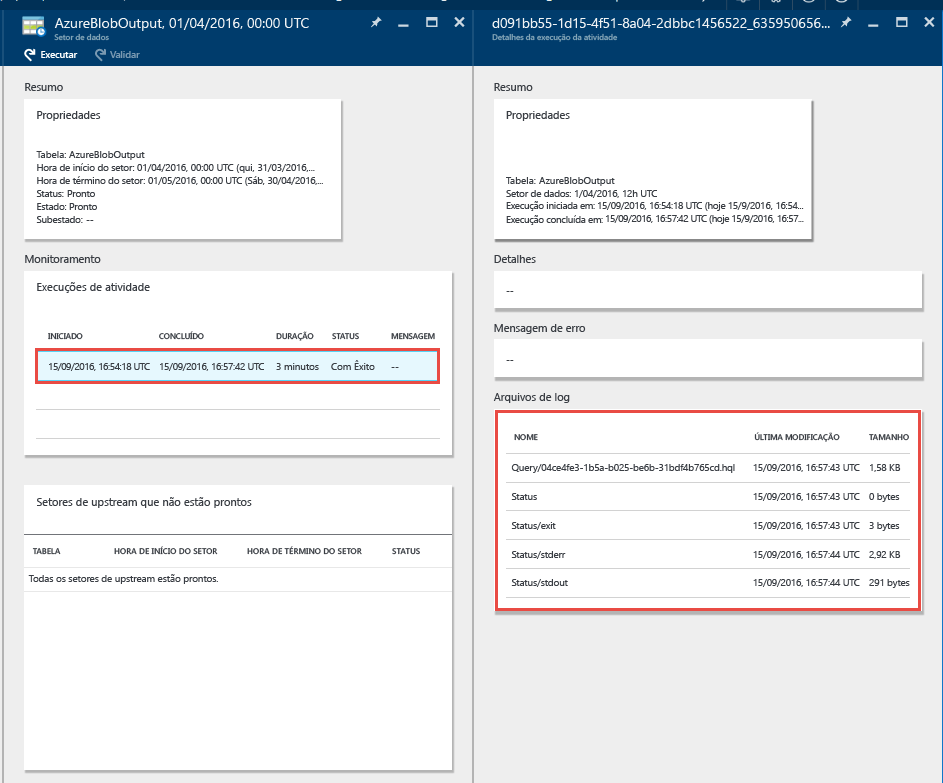 AzureBlobOutput, 01/04/2016, 00:00 UTC
Setor de dados
Executar
Validar
Resumo
Propriedades
Tabela: AzureBlobOutput
Hora de início do setor: 01/04/2016, 00:00 UTC (qui, 31/03/2016,...
Hora de término do setor: 01/05/2016, 00:00 UTC (Sáb, 30/04/2016,...
Status: Pronto
Estado: Pronto
Subestado: --
Monitoramento
Execuções de atividade
INICIADO CONCLUÍDO DURAÇÃO STATUS MENSAGEM
15/09/2016, 16:54:18 UTC 15/09/2016, 16:57:42 UTC 3 minutos Com Êxito --
Setores de upstream que não estão prontos
TABELA HORA DE INÍCIO DO SETOR HORA DE TÉRMINO DO SETOR STATUS
Todas os setores de upstream estão prontos.
d091bb55-1d15-4f51-8a04-2dbbc1456522_635950656...
Detalhes da execução da atividade
Resumo
Propriedades
Tabela: AzureBlobOutput
Setor de dados: 1/04/2016, 12h UTC
Execução iniciada em: 15/09/2016, 16:54:18 UTC (hoje 15/9/2016, 16:54...
Execução concluída em: 15/09/2016, 16:57:42 UTC (hoje 15/9/2016, 16:57...
Detalhes
--
Mensagem de erro
--
Arquivos de log
NOME ÚLTIMA MODIFICAÇÃO TAMANHO
Query/04ce4fe3-1b5a-b025-be6b-31bdf4b765cd.hql 15/09/2016, 16:57:43 UTC 1,58 KB
Status 15/09/2016, 16:57:43 UTC 0 bytes
Status/exit 15/09/2016, 16:57:43 UTC 3 bytes
Status/stderr 15/09/2016, 16:57:44 UTC 2,92 KB
Status/stdout 15/09/2016, 16:57:44 UTC 291 bytes